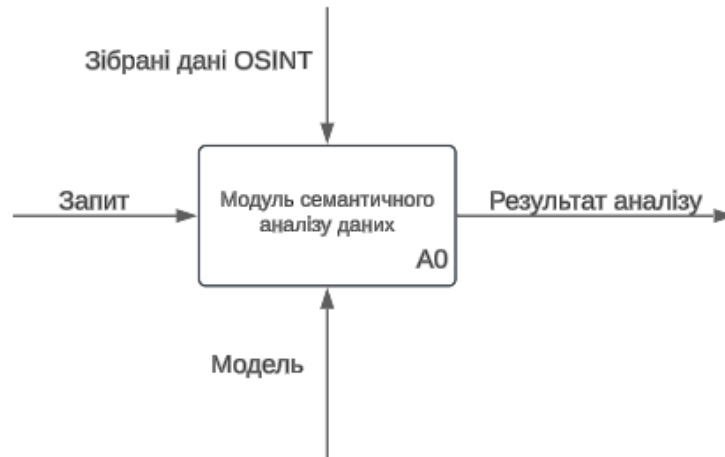 Зібрані дані OSINT
Запит
Модуль семантичного
аналізу даних
Результат аналізу
A0
Модель